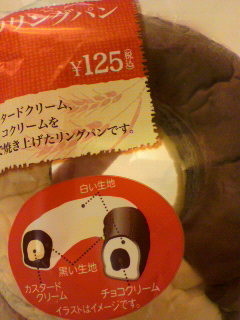 リングパン
¥125(税込)
タードクリーム、
コクリームを
焼き上げたリングパンです。
白い生地
黒い生地
カスタード
クリーム
チョコクリーム
イラストはイメージです。